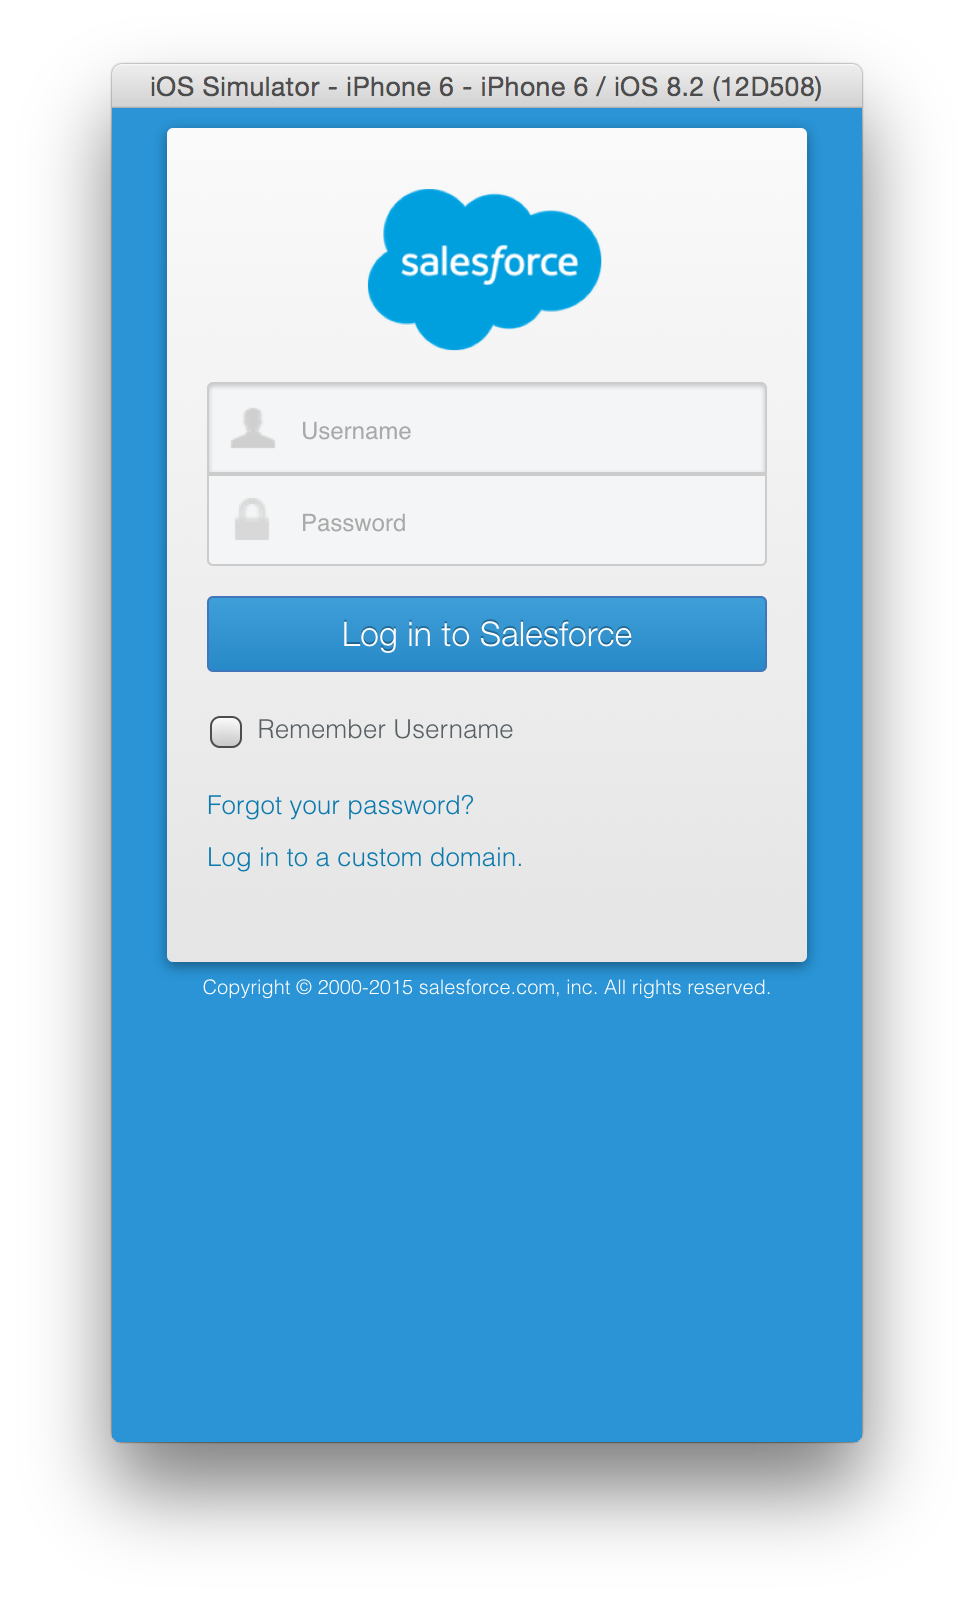 iOS Simulator - iPhone 6 - iPhone 6 / iOS 8.2 (12D508)
salesforce
Username
Password
Log in to Salesforce
Remember Username
Forgot your password?
Log in to a custom domain.
Copyright © 2000-2015 salesforce.com, inc. All rights reserved.